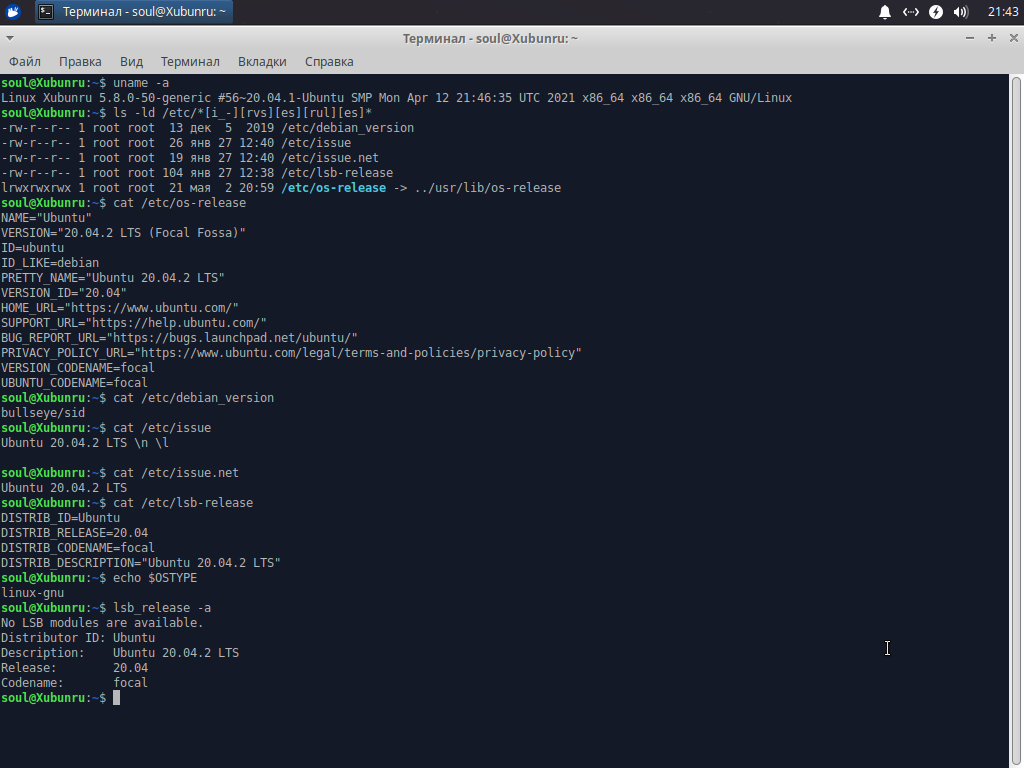 Терминал - soul@Xubunru: ~
21:43
Терминал - soul@Xubunru: ~
Файл Правка Вид Терминал Вкладки Справка
soul@Xubunru:~$ uname -a
Linux Xubunru 5.8.0-50-generic #56~20.04.1-Ubuntu SMP Mon Apr 12 21:46:35 UTC 2021 x86_64 x86_64 x86_64 GNU/Linux
soul@Xubunru:~$ ls -ld /etc/*[i_-][rvs][es][rul][es]*
-rw-r--r-- 1 root root  13 дек  5  2019 /etc/debian_version
-rw-r--r-- 1 root root  26 янв 27 12:40 /etc/issue
-rw-r--r-- 1 root root  19 янв 27 12:40 /etc/issue.net
-rw-r--r-- 1 root root 104 янв 27 12:38 /etc/lsb-release
lrwxrwxrwx 1 root root  21 мая  2 20:59 /etc/os-release -> ../usr/lib/os-release
soul@Xubunru:~$ cat /etc/os-release
NAME="Ubuntu"
VERSION="20.04.2 LTS (Focal Fossa)"
ID=ubuntu
ID_LIKE=debian
PRETTY_NAME="Ubuntu 20.04.2 LTS"
VERSION_ID="20.04"
HOME_URL="https://www.ubuntu.com/"
SUPPORT_URL="https://help.ubuntu.com/"
BUG_REPORT_URL="https://bugs.launchpad.net/ubuntu/"
PRIVACY_POLICY_URL="https://www.ubuntu.com/legal/terms-and-policies/privacy-policy"
VERSION_CODENAME=focal
UBUNTU_CODENAME=focal
soul@Xubunru:~$ cat /etc/debian_version
bullseye/sid
soul@Xubunru:~$ cat /etc/issue
Ubuntu 20.04.2 LTS \n \l
soul@Xubunru:~$ cat /etc/issue.net
Ubuntu 20.04.2 LTS
soul@Xubunru:~$ cat /etc/lsb-release
DISTRIB_ID=Ubuntu
DISTRIB_RELEASE=20.04
DISTRIB_CODENAME=focal
DISTRIB_DESCRIPTION="Ubuntu 20.04.2 LTS"
soul@Xubunru:~$ echo $OSTYPE
linux-gnu
soul@Xubunru:~$ lsb_release -a
No LSB modules are available.
Distributor ID: Ubuntu
Description:    Ubuntu 20.04.2 LTS
Release:        20.04
Codename:       focal
soul@Xubunru:~$